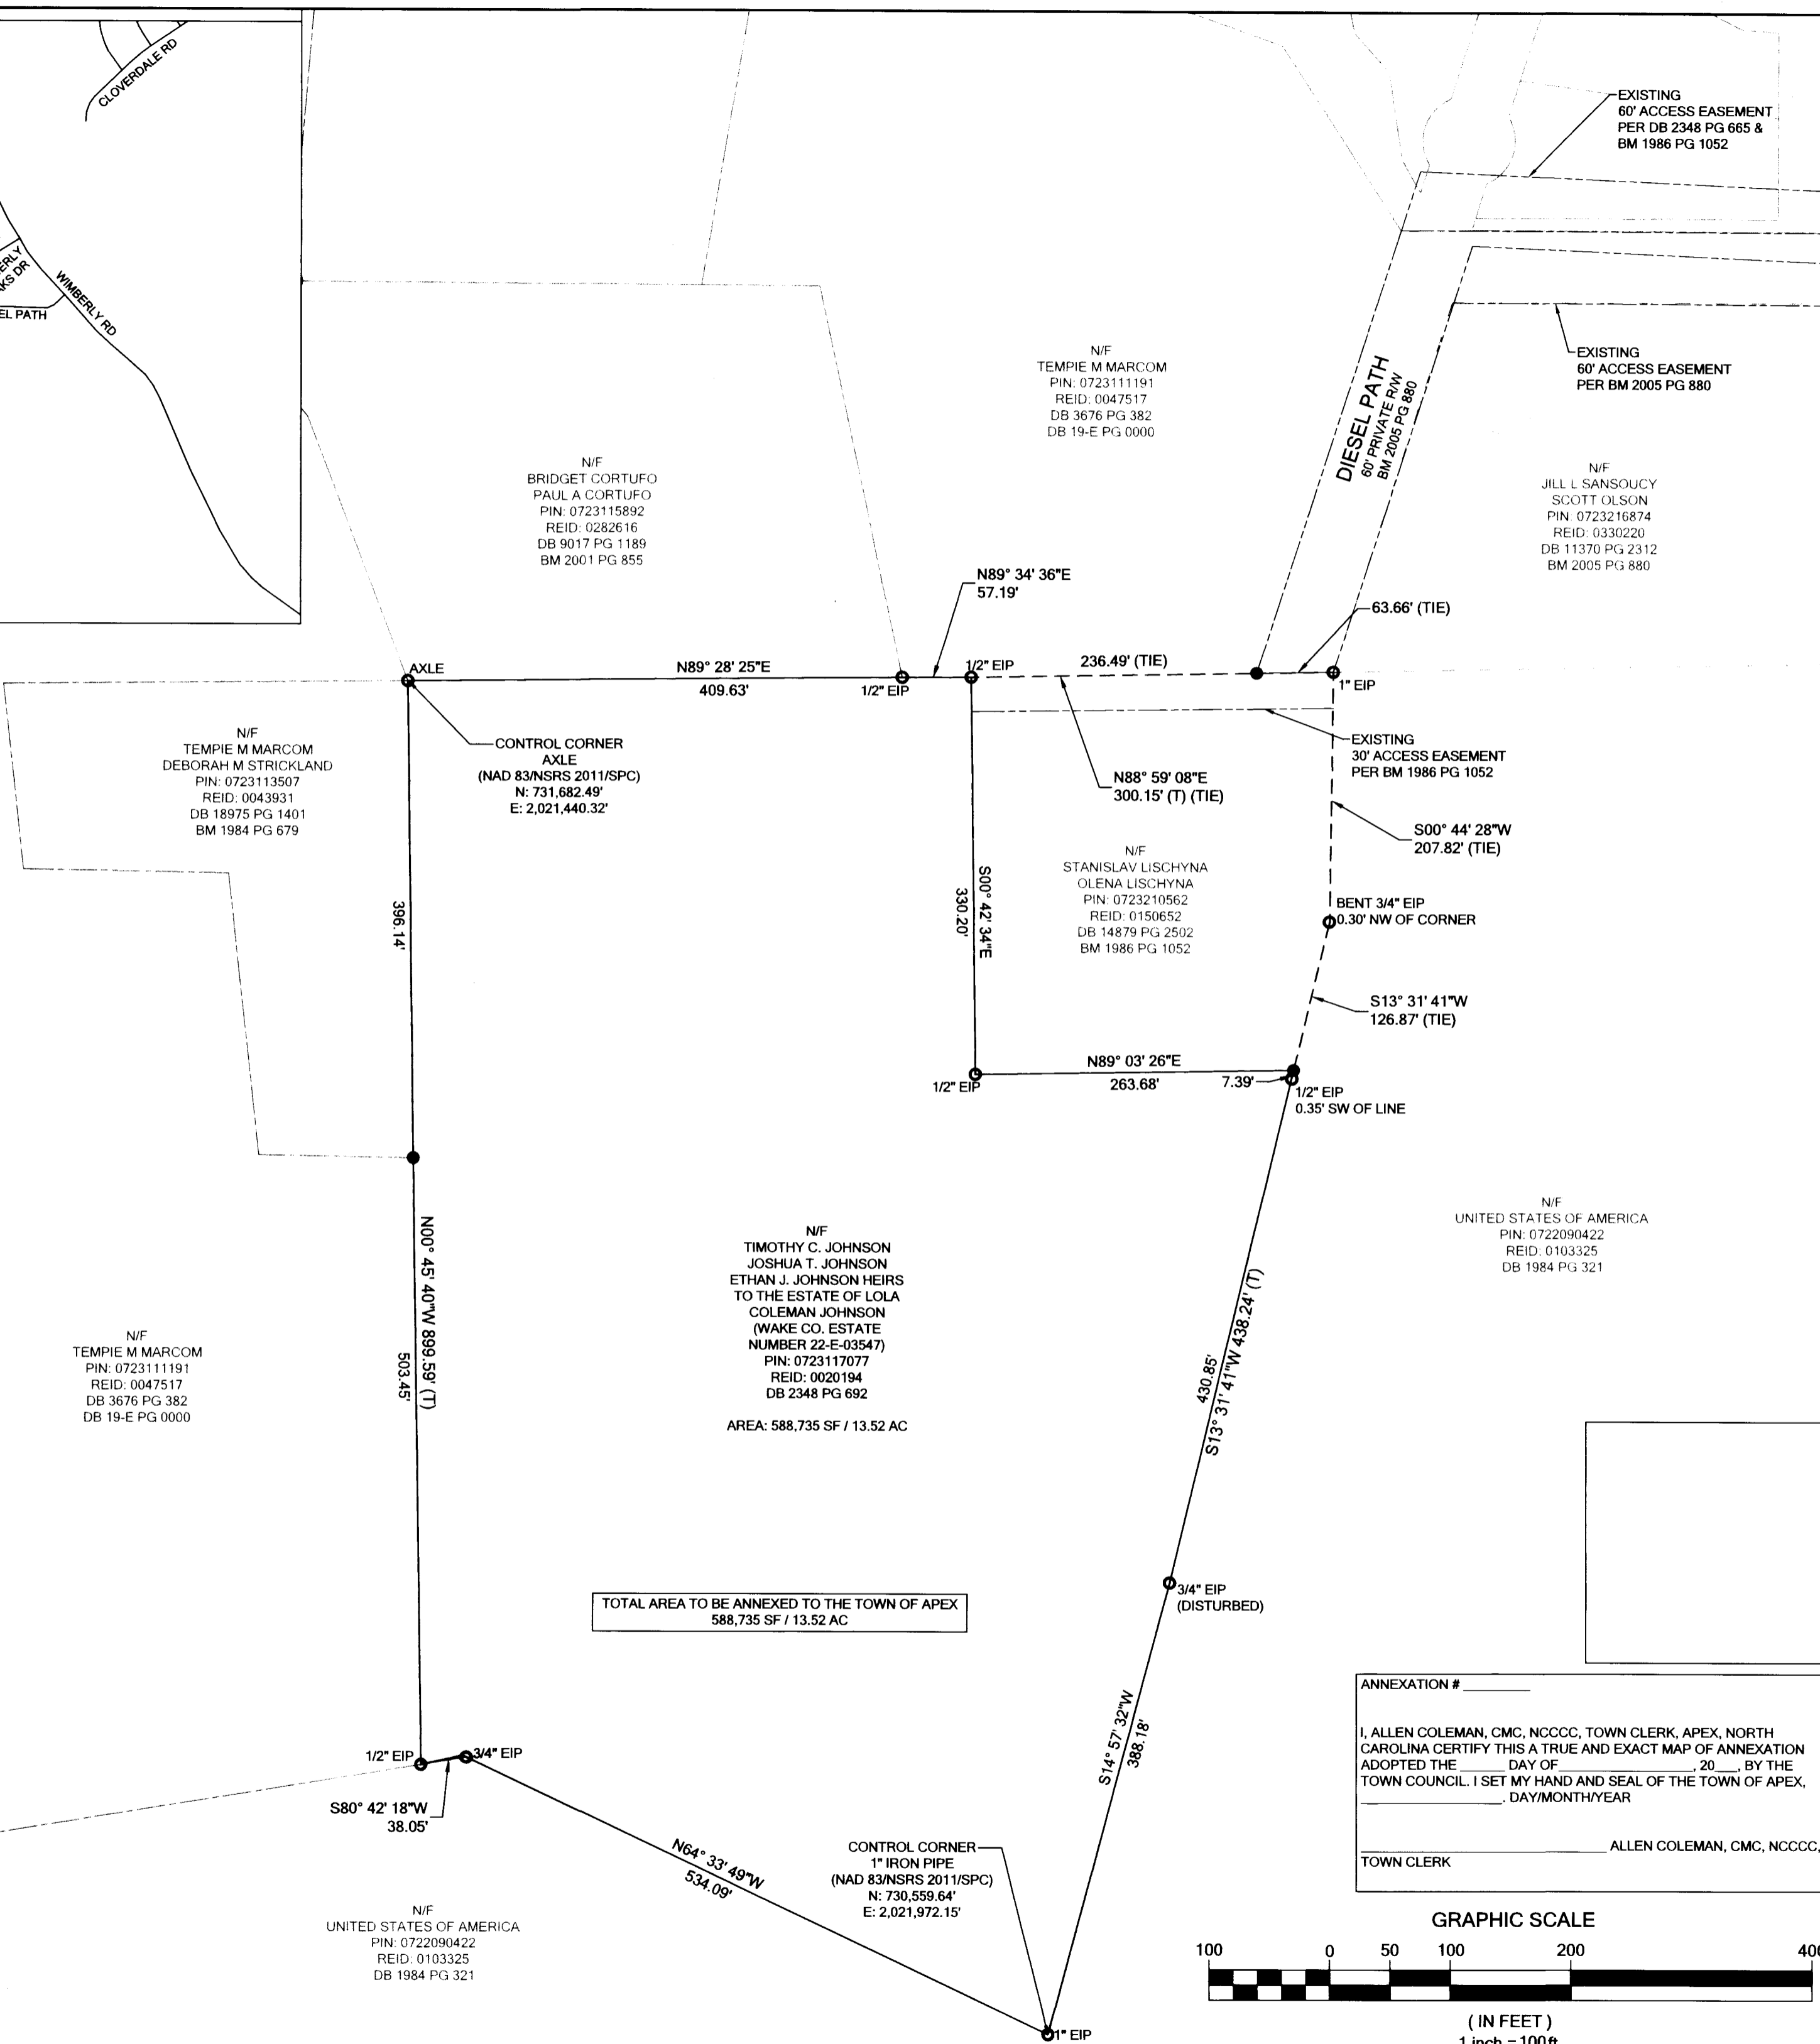 CLOVERDALE RD
WIMBERLY RD
EXISTING
60' ACCESS EASEMENT
PER DB 2348 PG 665 &
BM 1986 PG 1052
EXISTING
60' ACCESS EASEMENT
PER BM 2005 PG 880
DIESEL PATH
60' PRIVATE R/W
BM 2005 PG 880
N/F
TEMPIE M MARCOM
PIN: 0723111191
REID: 0047517
DB 3676 PG 382
DB 19-E PG 0000
N/F
BRIDGET CORTUFO
PAUL A CORTUFO
PIN: 0723115892
REID: 0282616
DB 9017 PG 1189
BM 2001 PG 855
N/F
JILL L SANSOUCY
SCOTT OLSON
PIN: 0723216874
REID: 0330220
DB 11370 PG 2312
BM 2005 PG 880
N89° 34' 36"E
57.19'
63.66' (TIE)
AXLE
N89° 28' 25"E
409.63'
1/2" EIP
1/2" EIP
236.49' (TIE)
1" EIP
N/F
TEMPIE M MARCOM
DEBORAH M STRICKLAND
PIN: 0723113507
REID: 0043931
DB 18975 PG 1401
BM 1984 PG 679
CONTROL CORNER
AXLE
(NAD 83/NSRS 2011/SPC)
N: 731,682.49'
E: 2,021,440.32'
EXISTING
30' ACCESS EASEMENT
PER BM 1986 PG 1052
N88° 59' 08"E
300.15' (T) (TIE)
S00° 44' 28"W
207.82' (TIE)
N/F
STANISLAV LISCHYNA
OLENA LISCHYNA
PIN: 0723210562
REID: 0150652
DB 14879 PG 2502
BM 1986 PG 1052
S00° 42' 34"E
330.20'
396.14'
BENT 3/4" EIP
0.30' NW OF CORNER
S13° 31' 41"W
126.87' (TIE)
N89° 03' 26"E
263.68'
7.39'
1/2" EIP
1/2" EIP
0.35' SW OF LINE
N/F
UNITED STATES OF AMERICA
PIN: 0722090422
REID: 0103325
DB 1984 PG 321
N/F
TIMOTHY C. JOHNSON
JOSHUA T. JOHNSON
ETHAN J. JOHNSON HEIRS
TO THE ESTATE OF LOLA
COLEMAN JOHNSON
(WAKE CO. ESTATE
NUMBER 22-E-03547)
PIN: 0723117077
REID: 0020194
DB 2348 PG 692
AREA: 588,735 SF / 13.52 AC
N00° 45' 40"W 899.59' (T)
503.45'
N/F
TEMPIE M MARCOM
PIN: 0723111191
REID: 0047517
DB 3676 PG 382
DB 19-E PG 0000
430.85'
S13° 31' 41"W 438.24' (T)
3/4" EIP
(DISTURBED)
TOTAL AREA TO BE ANNEXED TO THE TOWN OF APEX
588,735 SF / 13.52 AC
S14° 57' 32"W
388.18'
1/2" EIP
3/4" EIP
S80° 42' 18"W
38.05'
N64° 33' 49"W
534.09'
CONTROL CORNER
1" IRON PIPE
(NAD 83/NSRS 2011/SPC)
N: 730,559.64'
E: 2,021,972.15'
1" EIP
N/F
UNITED STATES OF AMERICA
PIN: 0722090422
REID: 0103325
DB 1984 PG 321
ANNEXATION # ________
I, ALLEN COLEMAN, CMC, NCCCC, TOWN CLERK, APEX, NORTH
CAROLINA CERTIFY THIS A TRUE AND EXACT MAP OF ANNEXATION
ADOPTED THE ______ DAY OF __________________, 20___, BY THE
TOWN COUNCIL. I SET MY HAND AND SEAL OF THE TOWN OF APEX,
___________________. DAY/MONTH/YEAR
_________________________________ ALLEN COLEMAN, CMC, NCCCC,
TOWN CLERK
GRAPHIC SCALE
100 0 50 100 200 400
( IN FEET )
1 inch = 100 ft.